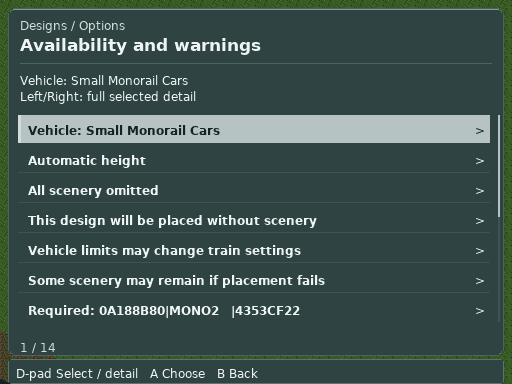 Designs / Options
Availability and warnings
Vehicle: Small Monorail Cars
Left/Right: full selected detail
Vehicle: Small Monorail Cars >
Automatic height >
All scenery omitted >
This design will be placed without scenery >
Vehicle limits may change train settings >
Some scenery may remain if placement fails >
Required: 0A188B80|MONO2   |4353CF22 >
1 / 14
D-pad Select / detail   A Choose   B Back